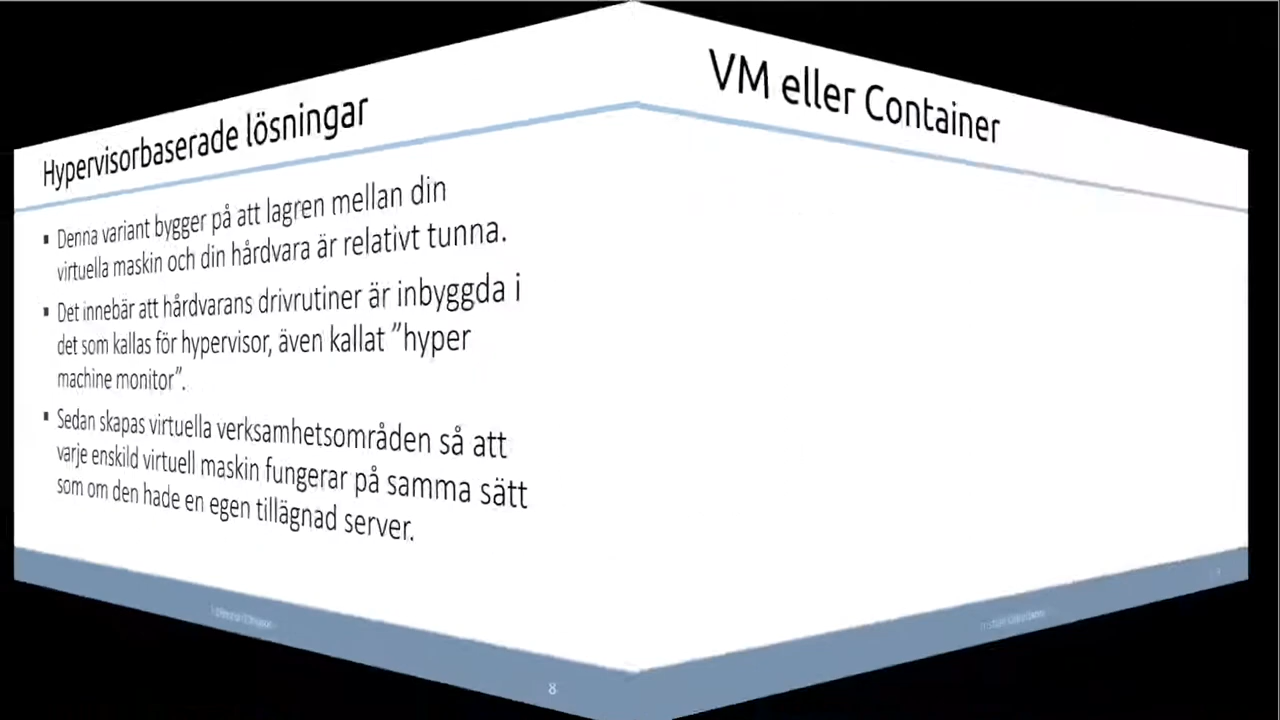 Hypervisorbaserade lösningar
▪ Denna variant bygger på att lagren mellan din
virtuella maskin och din hårdvara är relativt tunna.
▪ Det innebär att hårdvarans drivrutiner är inbyggda i
det som kallas för hypervisor, även kallat ”hyper
machine monitor”.
▪ Sedan skapas virtuella verksamhetsområden så att
varje enskild virtuell maskin fungerar på samma sätt
som om den hade en egen tillägnad server.
8
VM eller Container